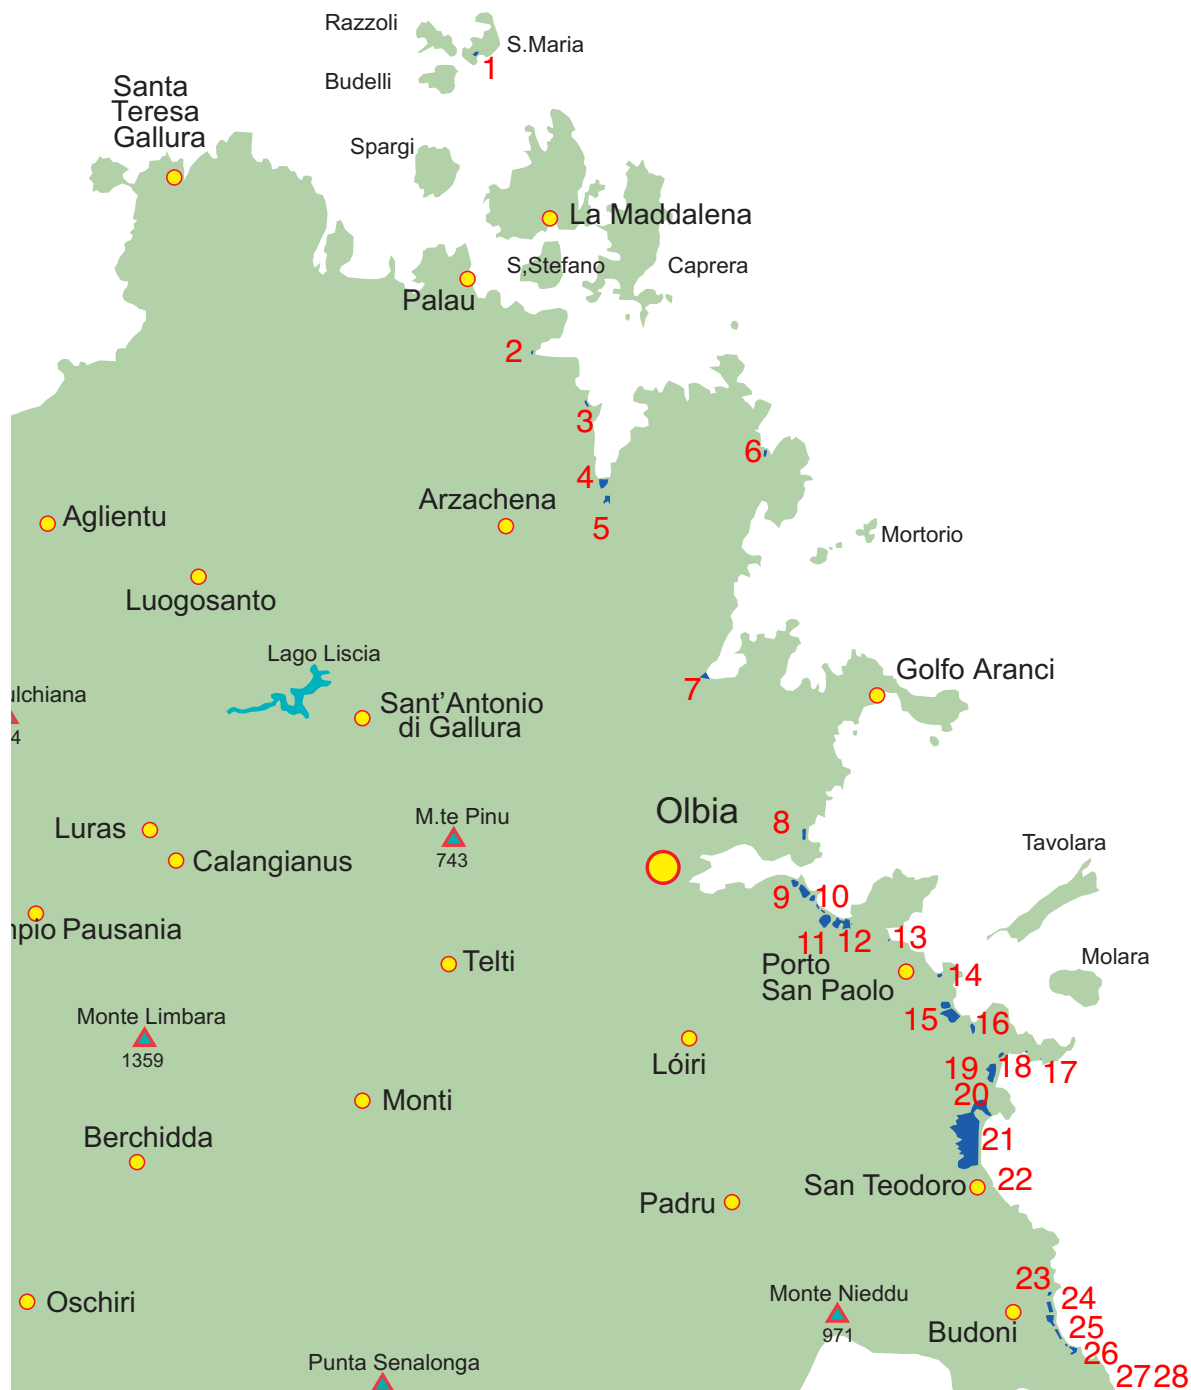 Razzoli
S.Maria
1
Budelli
Santa
Teresa
Gallura
Spargi
La Maddalena
S,Stefano
Caprera
Palau
2
3
6
4
Arzachena
5
Aglientu
Mortorio
Luogosanto
Lago Liscia
Golfo Aranci
7
ulchiana
4
Sant'Antonio
di Gallura
M.te Pinu
743
Olbia
8
Luras
Calangianus
Tavolara
9
10
mpio Pausania
11
12
13
Telti
Porto
San Paolo
14
Molara
Monte Limbara
1359
15
16
Lóiri
18
17
19
20
Monti
Berchidda
21
San Teodoro
22
Padru
23
Oschiri
Monte Nieddu
971
24
Budoni
25
26
Punta Senalonga
27 28